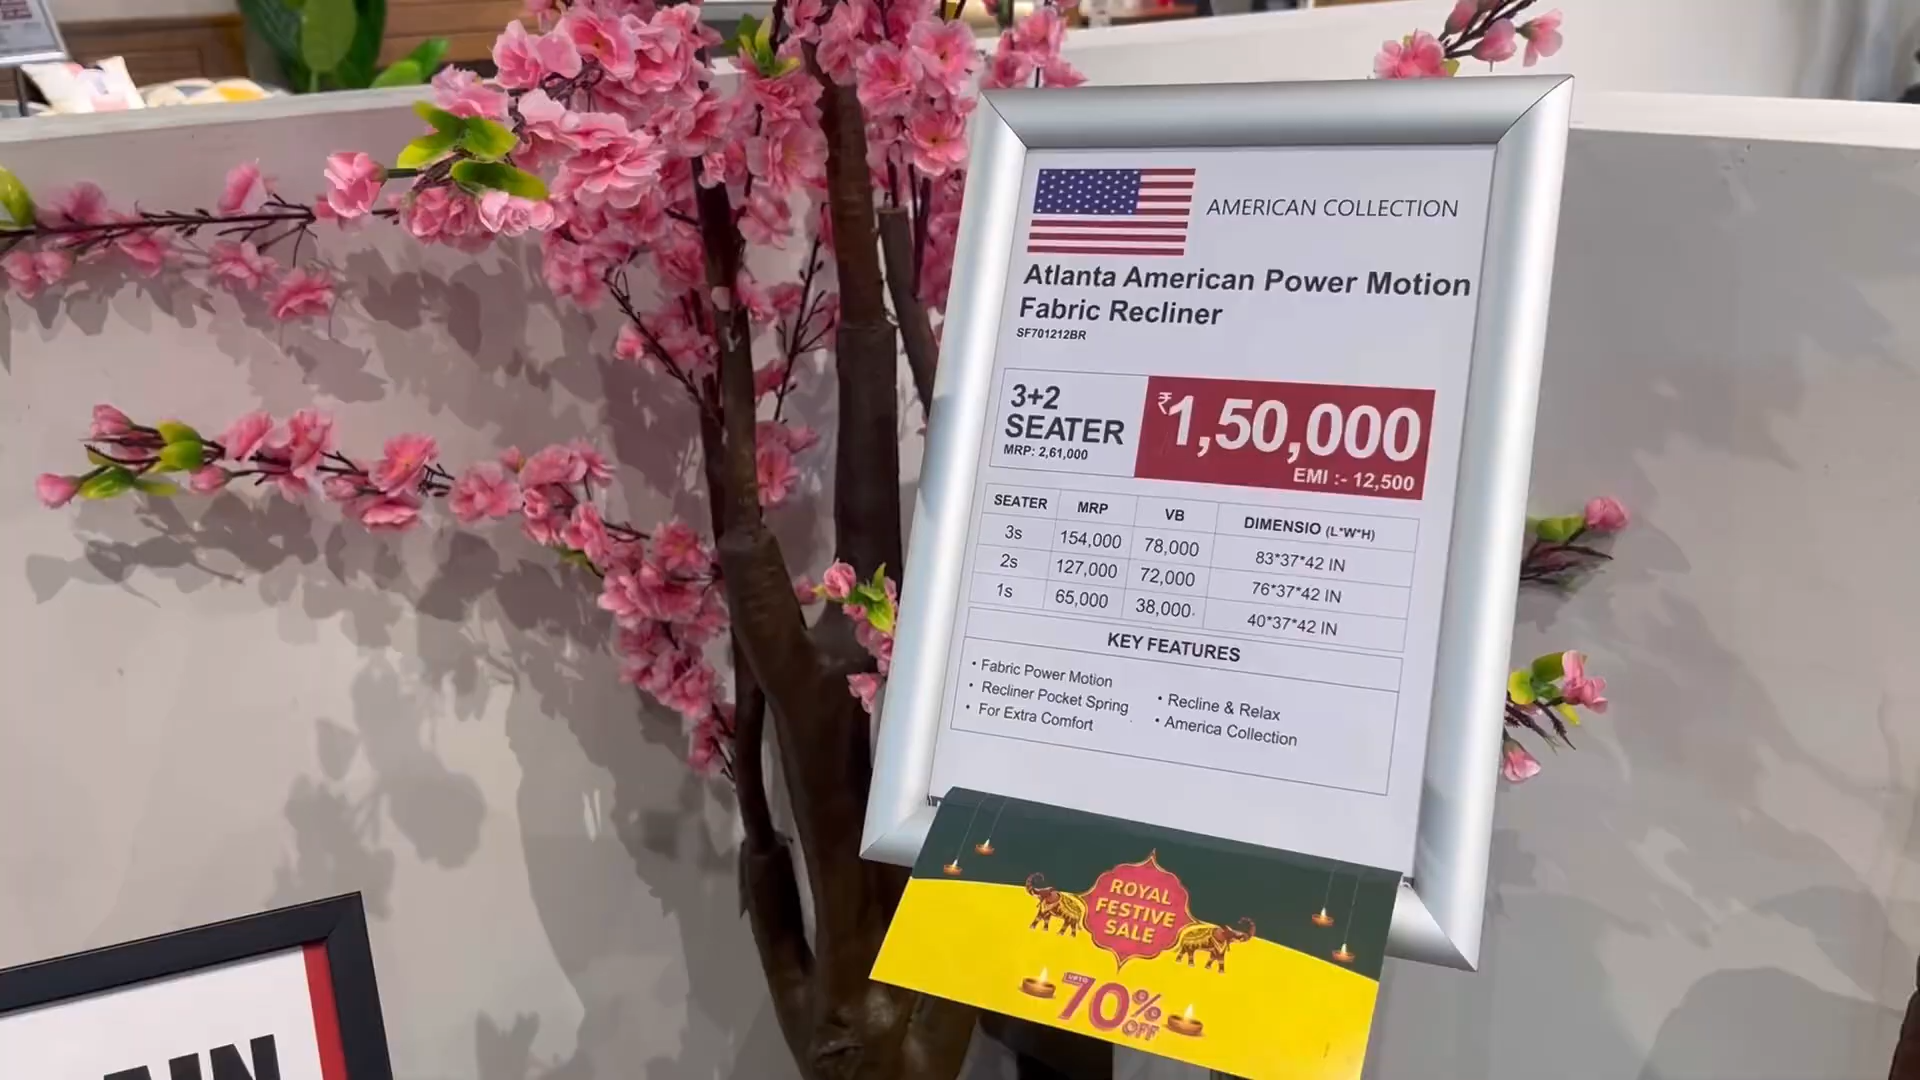 AMERICAN COLLECTION
Atlanta American Power Motion
Fabric Recliner
SF701212BR
3+2
SEATER
MRP: 2,61,000
₹1,50,000
EMI :- 12,500
SEATER MRP VB DIMENSIO (L*W*H)
3s 154,000 78,000 83*37*42 IN
2s 127,000 72,000 76*37*42 IN
1s 65,000 38,000 40*37*42 IN
KEY FEATURES
• Fabric Power Motion
• Recliner Pocket Spring
• For Extra Comfort
• Recline & Relax
• America Collection
ROYAL
FESTIVE
SALE
UPTO
70%
OFF